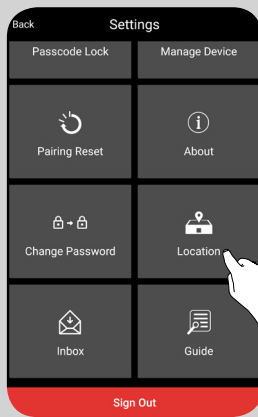 Back Settings
Passcode Lock Manage Device
Pairing Reset About
Change Password Location
Inbox Guide
Sign Out